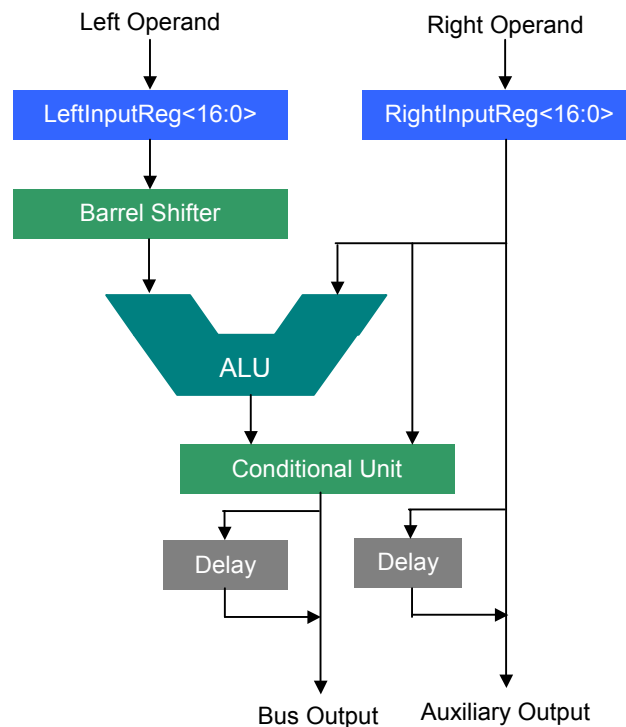 Left Operand
Right Operand
LeftInputReg<16:0>
RightInputReg<16:0>
Barrel Shifter
ALU
Conditional Unit
Delay
Delay
Bus Output
Auxiliary Output